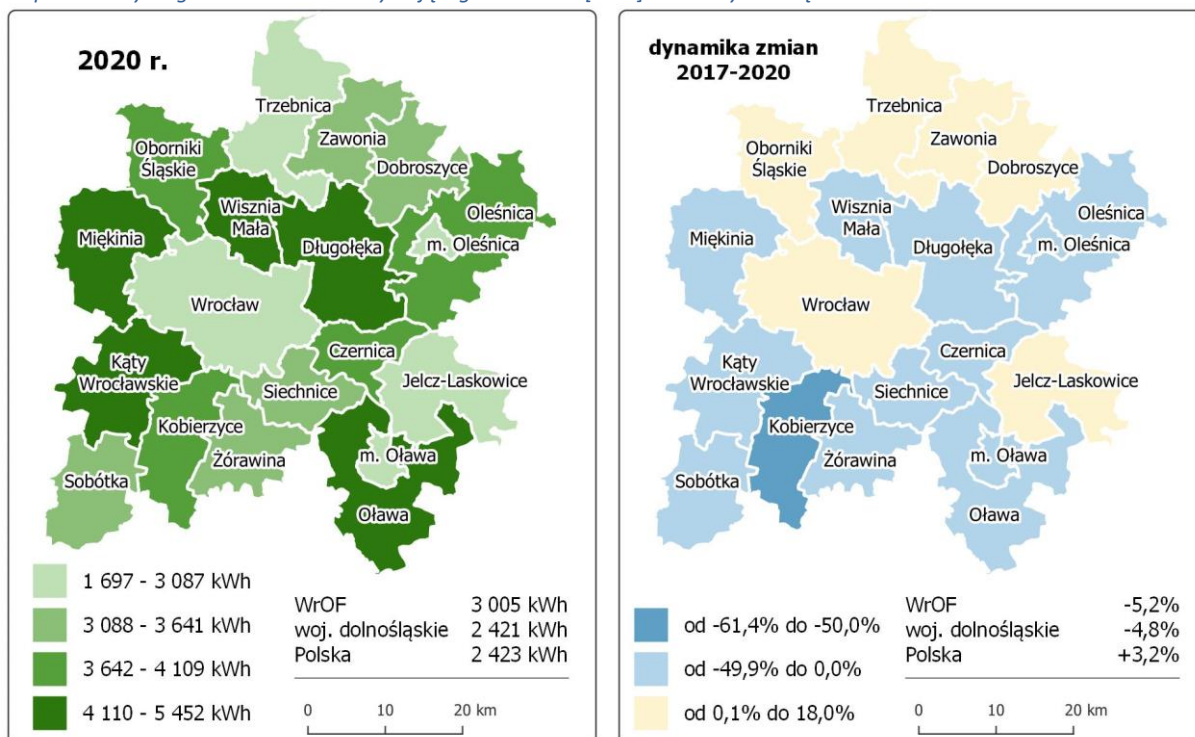 2020 r.
Trzebnica
Zawonia
Oborniki
Śląskie
Dobroszyce
Wisznia
Mała
Oleśnica
Miękinia
Długołęka
m. Oleśnica
Wrocław
Czernica
Kąty
Wrocławskie
Jelcz-Laskowice
Siechnice
Kobierzyce
m. Oława
Żórawina
Sobótka
Oława
1 697 - 3 087 kWh
3 088 - 3 641 kWh
3 642 - 4 109 kWh
4 110 - 5 452 kWh
WrOF 3 005 kWh
woj. dolnośląskie 2 421 kWh
Polska 2 423 kWh
0 10 20 km
dynamika zmian
2017-2020
Trzebnica
Zawonia
Oborniki
Śląskie
Dobroszyce
Wisznia
Mała
Oleśnica
Miękinia
Długołęka
m. Oleśnica
Wrocław
Czernica
Kąty
Wrocławskie
Jelcz-Laskowice
Siechnice
Kobierzyce
m. Oława
Żórawina
Sobótka
Oława
od -61,4% do -50,0%
od -49,9% do 0,0%
od 0,1% do 18,0%
WrOF -5,2%
woj. dolnośląskie -4,8%
Polska +3,2%
0 10 20 km